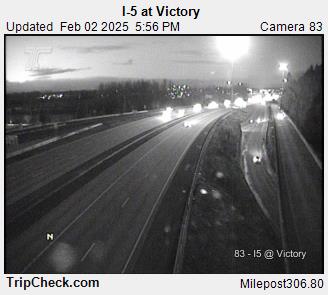 I-5 at Victory
Updated Feb 02 2025 5:56 PM Camera 83
TC
N
83 - I5 @ Victory
TripCheck.com Milepost306.80